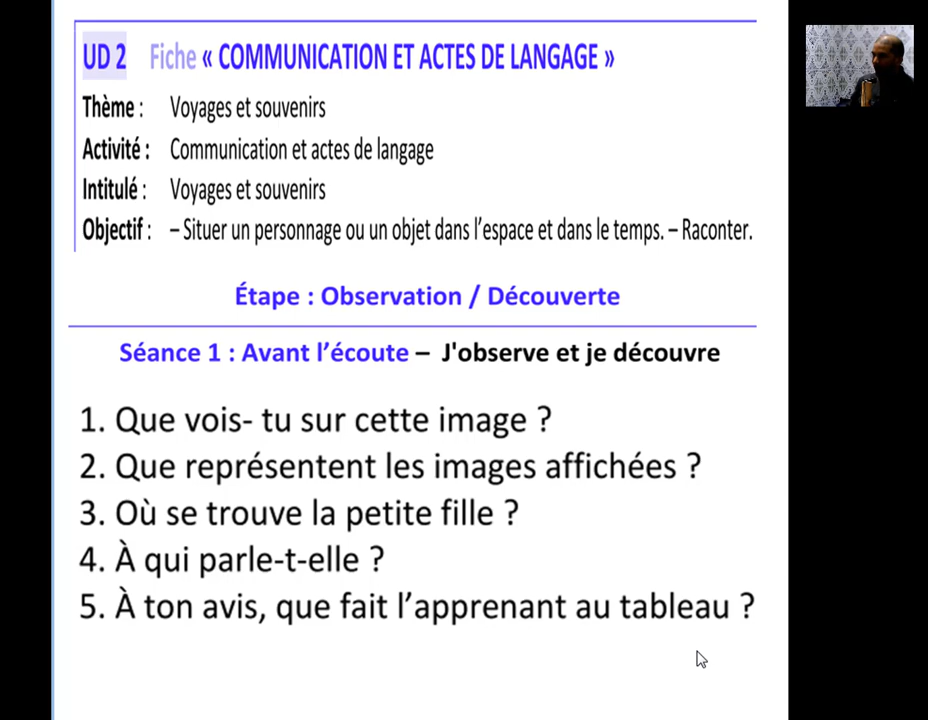 UD 2 Fiche « COMMUNICATION ET ACTES DE LANGAGE »
Thème : Voyages et souvenirs
Activité : Communication et actes de langage
Intitulé : Voyages et souvenirs
Objectif : – Situer un personnage ou un objet dans l’espace et dans le temps. – Raconter.
Étape : Observation / Découverte
Séance 1 : Avant l’écoute – J'observe et je découvre
1. Que vois- tu sur cette image ?
2. Que représentent les images affichées ?
3. Où se trouve la petite fille ?
4. À qui parle-t-elle ?
5. À ton avis, que fait l’apprenant au tableau ?